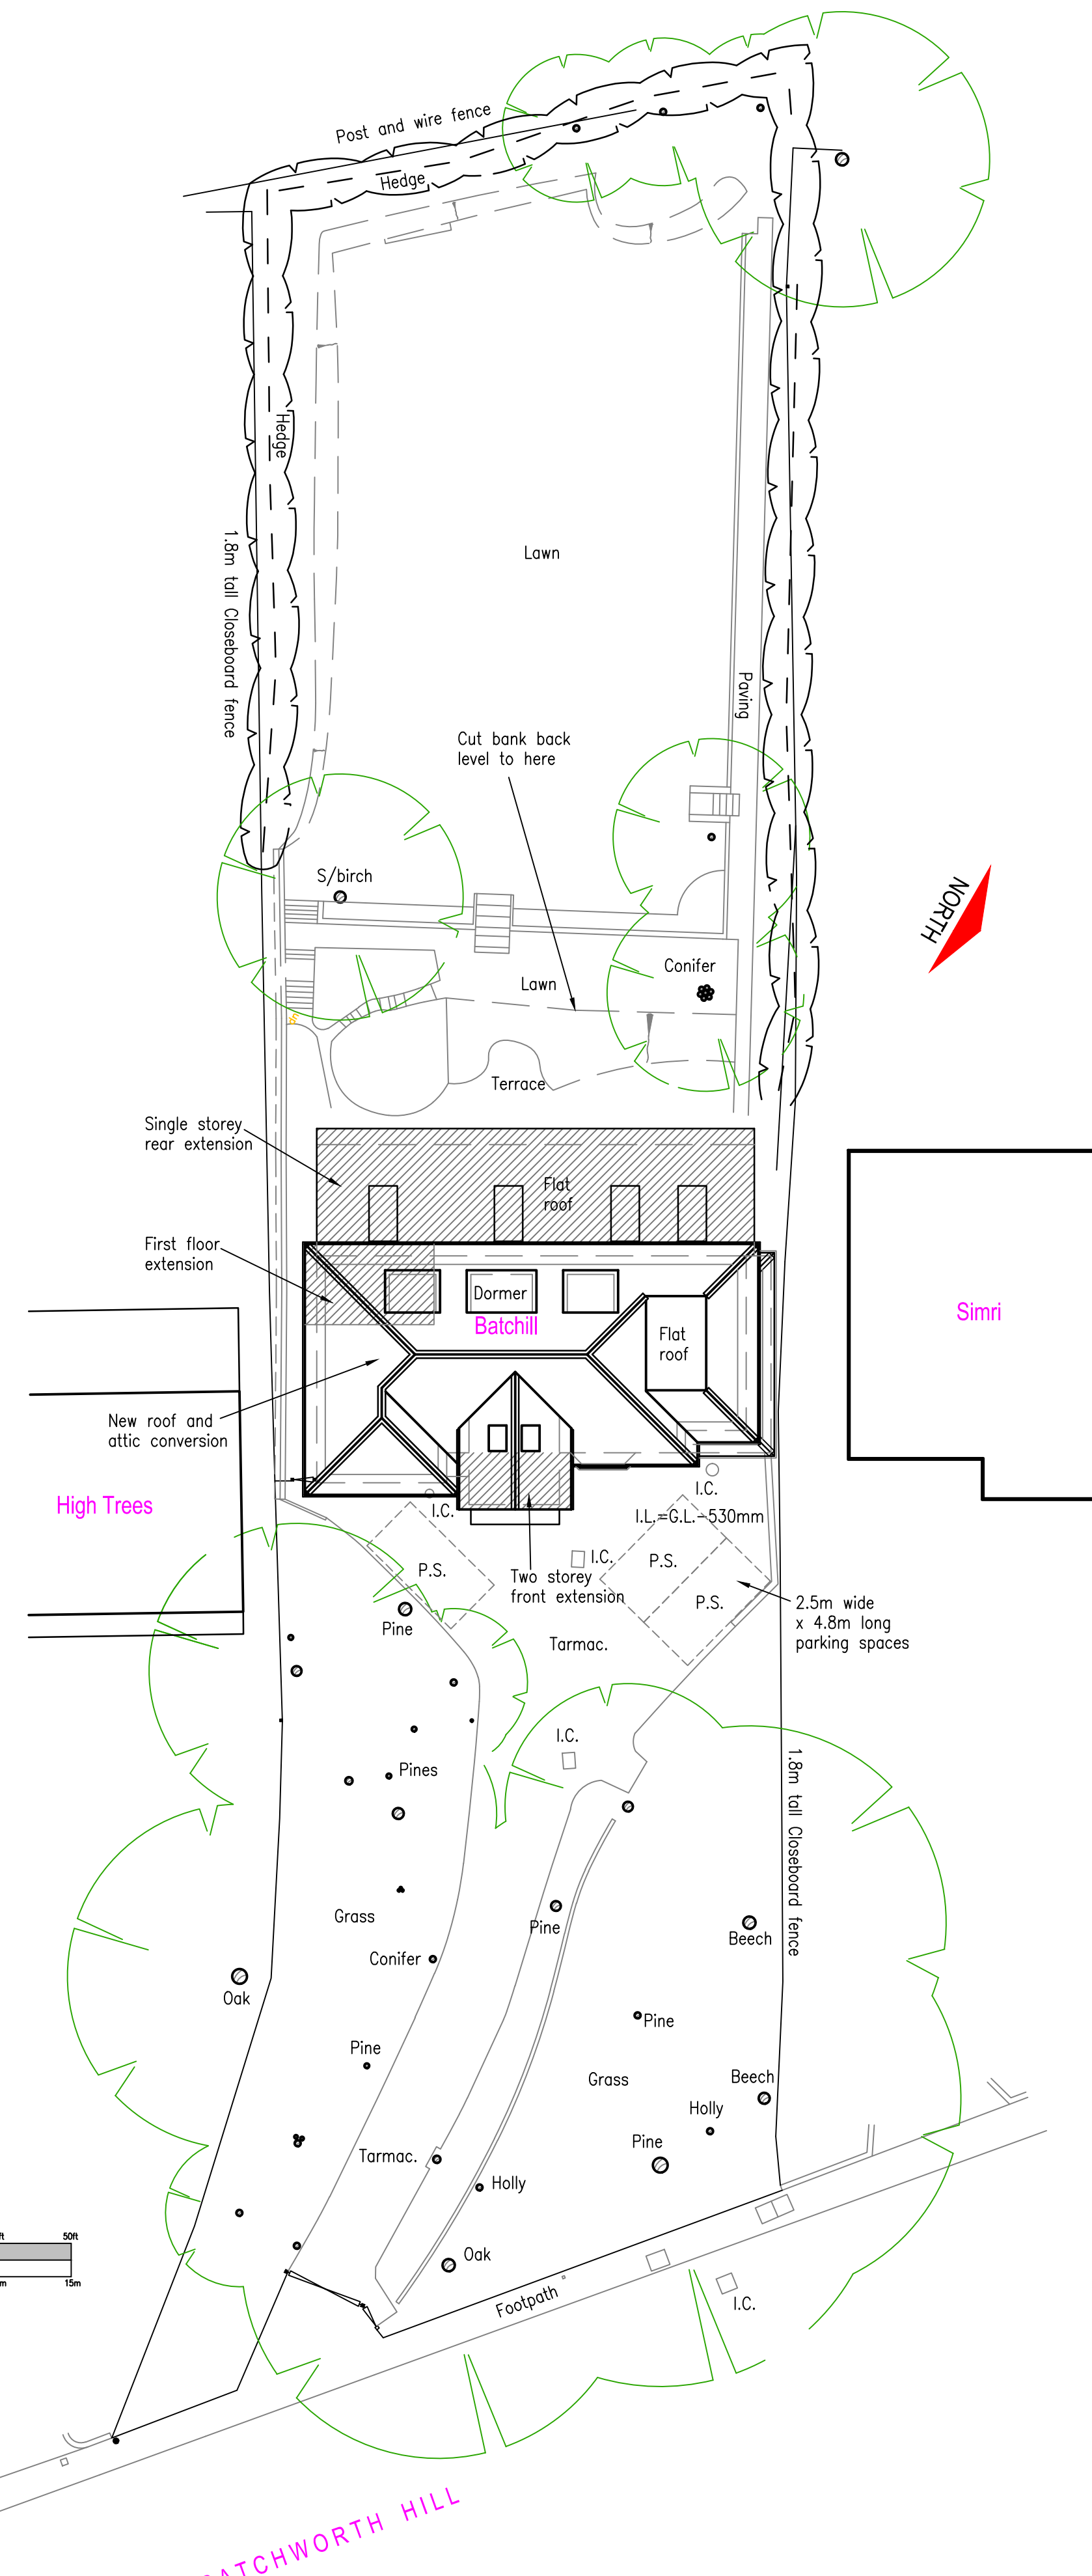 Post and wire fence
Hedge
Hedge
1.8m tall Closeboard fence
Lawn
Paving
Cut bank back
level to here
S/birch
NORTH
Conifer
Lawn
Terrace
Single storey
rear extension
Flat
roof
First floor
extension
Dormer
Batchill
Simri
Flat
roof
New roof and
attic conversion
High Trees
I.C.
I.C.
I.L.=G.L.-530mm
I.C.
P.S.
P.S.
P.S.
Two storey
front extension
2.5m wide
x 4.8m long
parking spaces
Pine
Tarmac.
I.C.
Pines
1.8m tall Closeboard fence
Grass
Pine
Beech
Conifer
Oak
Pine
Pine
Grass
Beech
Holly
Pine
Tarmac.
Holly
Oak
50ft
15m
Footpath
I.C.
HILL